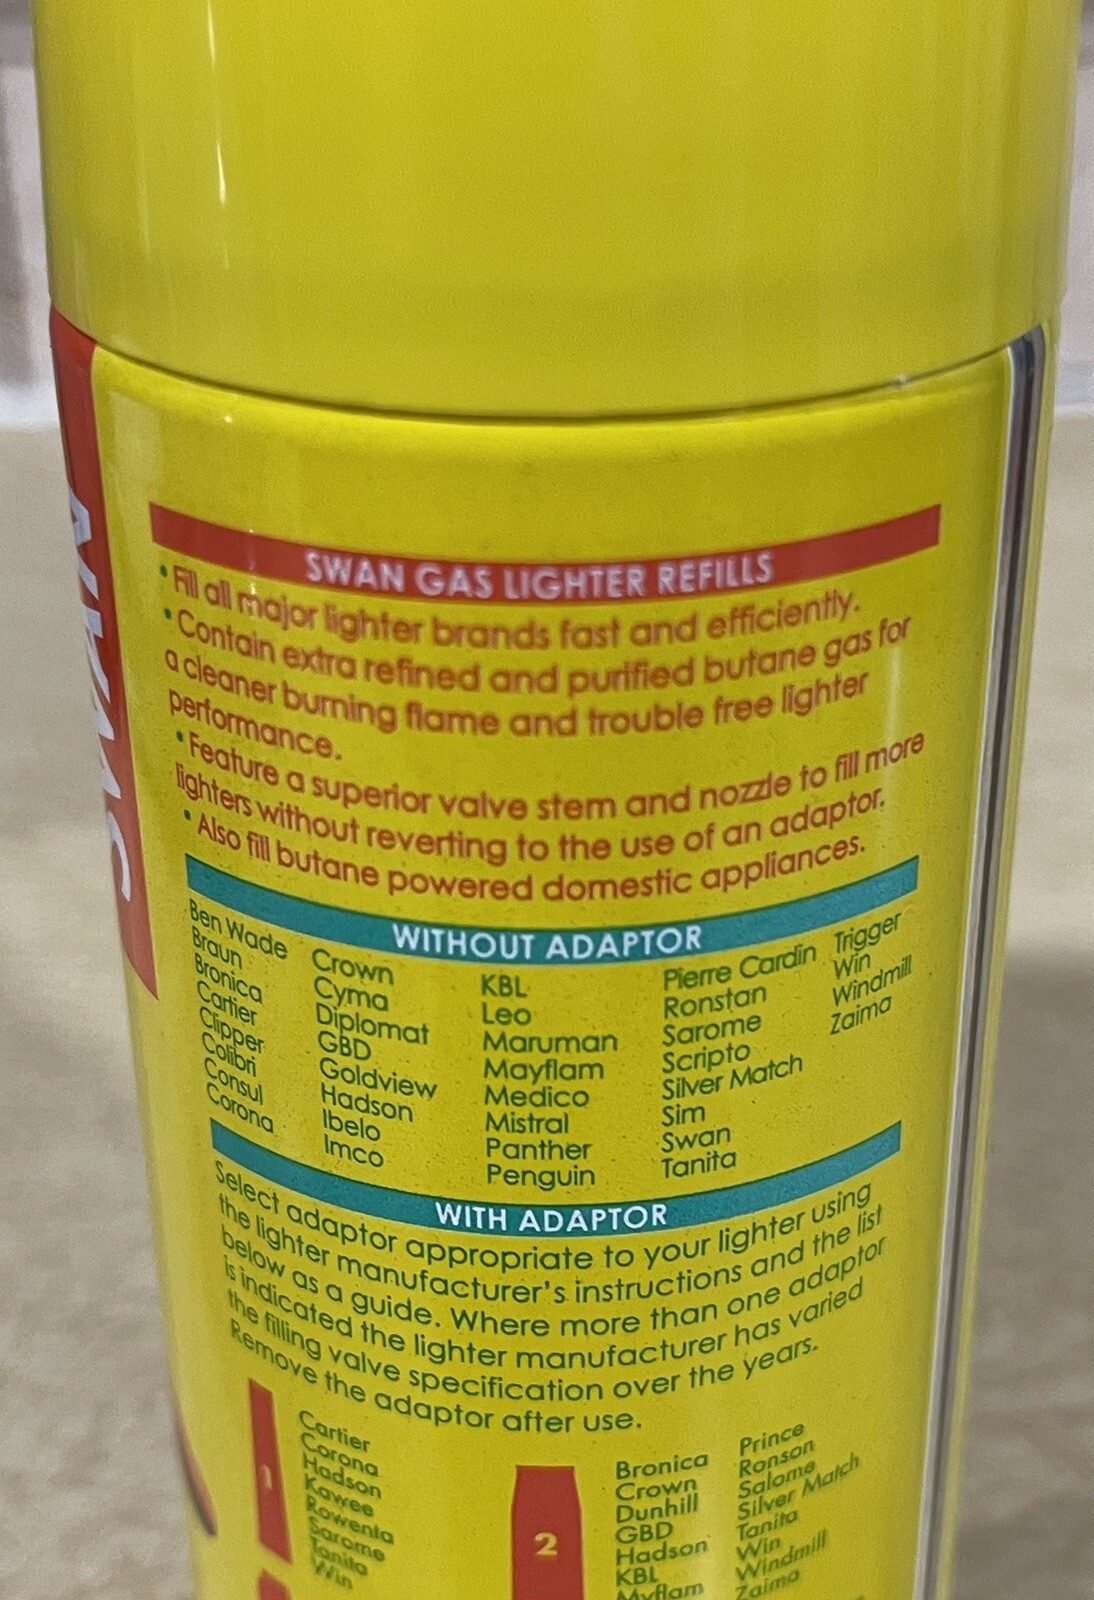 SWAN
SWAN GAS LIGHTER REFILLS
• Fill all major lighter brands fast and efficiently.
• Contain extra refined and purified butane gas for
a cleaner burning flame and trouble free lighter
performance.
• Feature a superior valve stem and nozzle to fill more
lighters without reverting to the use of an adaptor.
• Also fill butane powered domestic appliances.
WITHOUT ADAPTOR
Ben Wade
Braun
Bronica
Cartier
Clipper
Colibri
Consul
Corona
Crown
Cyma
Diplomat
GBD
Goldview
Hadson
Ibelo
Imco
KBL
Leo
Maruman
Mayflam
Medico
Mistral
Panther
Penguin
Pierre Cardin
Ronstan
Sarome
Scripto
Silver Match
Sim
Swan
Tanita
Trigger
Win
Windmill
Zaima
WITH ADAPTOR
Select adaptor appropriate to your lighter using
the lighter manufacturer's instructions and the list
below as a guide. Where more than one adaptor
is indicated the lighter manufacturer has varied
the filling valve specification over the years.
Remove the adaptor after use.
1
Cartier
Corona
Hadson
Kawee
Rowenta
Sarome
Tanita
Win
2
Bronica
Crown
Dunhill
GBD
Hadson
KBL
Myflam
Prince
Ronson
Salome
Silver Match
Tanita
Win
Windmill
Zaima